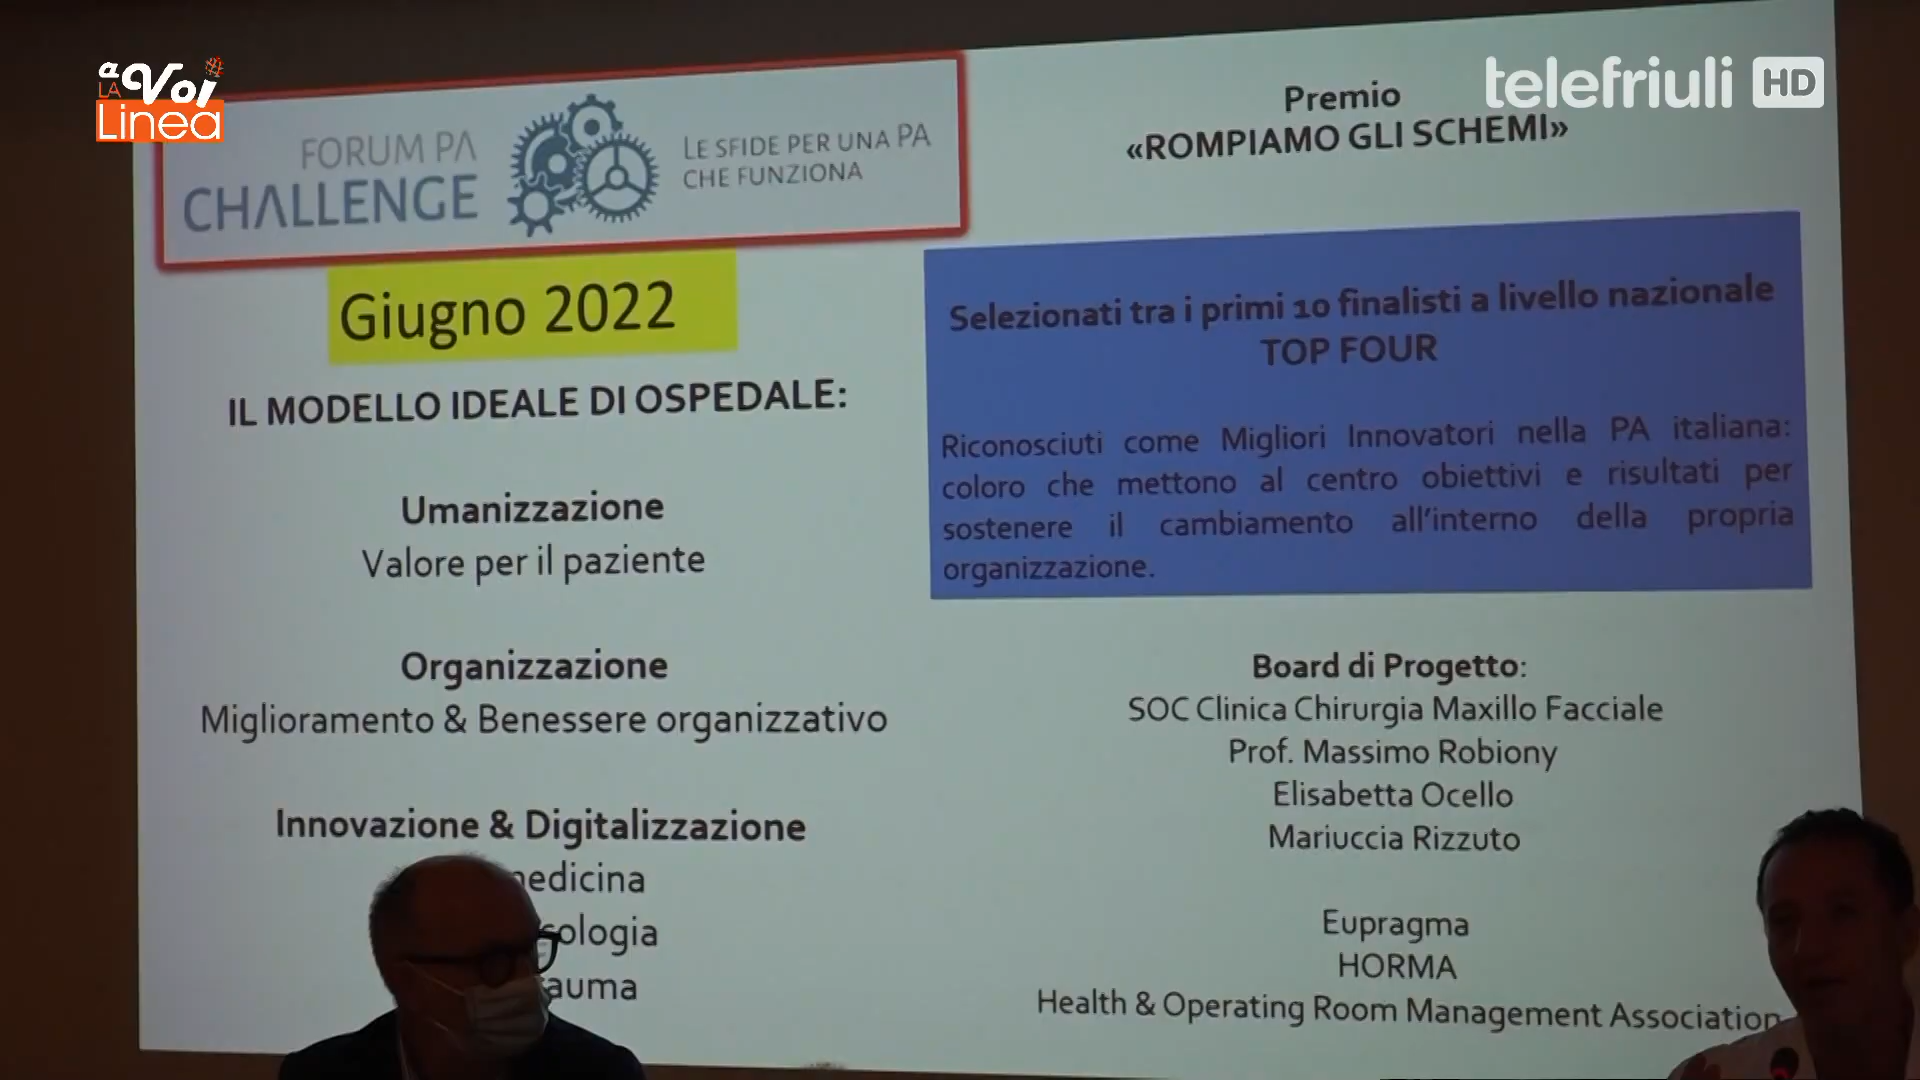 a Voi #
LA
Linea
telefriuli HD
FORUM PA
CHALLENGE
LE SFIDE PER UNA PA
CHE FUNZIONA
Giugno 2022
IL MODELLO IDEALE DI OSPEDALE:
Umanizzazione
Valore per il paziente
Organizzazione
Miglioramento & Benessere organizzativo
Innovazione & Digitalizzazione
Premio
«ROMPIAMO GLI SCHEMI»
Selezionati tra i primi 10 finalisti a livello nazionale
TOP FOUR
Riconosciuti come Migliori Innovatori nella PA italiana:
coloro che mettono al centro obiettivi e risultati per
sostenere il cambiamento all'interno della propria
organizzazione.
Board di Progetto:
SOC Clinica Chirurgia Maxillo Facciale
Prof. Massimo Robiony
Elisabetta Ocello
Mariuccia Rizzuto
Eupragma
HORMA
Health & Operating Room Management Association